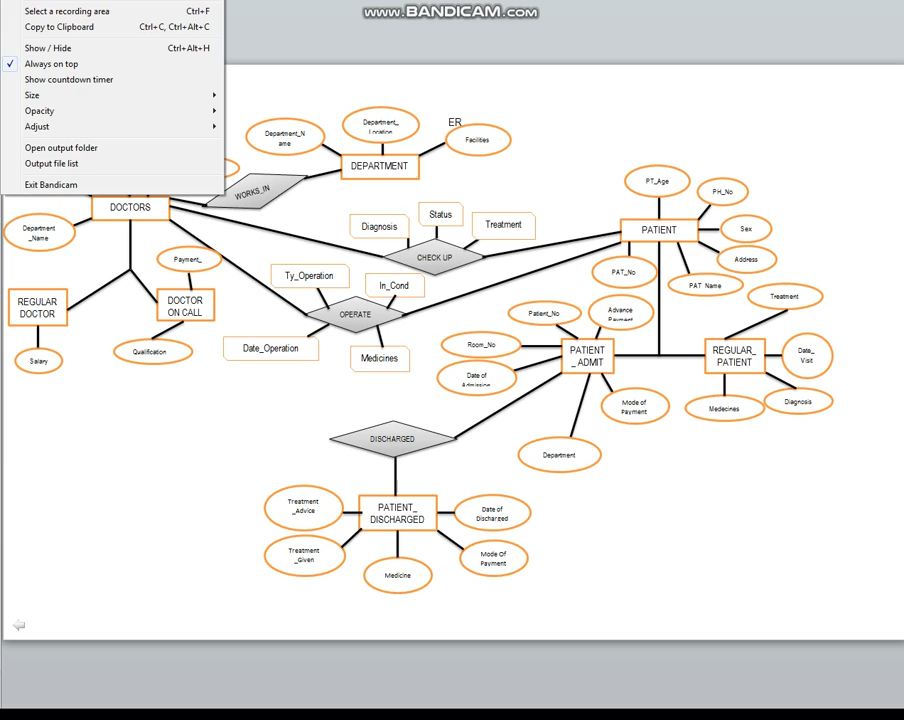 Select a recording area Ctrl+F
Copy to Clipboard Ctrl+C, Ctrl+Alt+C
Show / Hide Ctrl+Alt+H
Always on top
Show countdown timer
Size
Opacity
Adjust
Open output folder
Output file list
Exit Bandicam
www.BANDICAM.com
ER
Department_N
ame
Department_
Location
Facilities
DEPARTMENT
WORKS_IN
DOCTORS
Department
_Name
Payment_
REGULAR
DOCTOR
DOCTOR
ON CALL
Salary
Qualification
Diagnosis
Status
Treatment
CHECK UP
Ty_Operation
In_Cond
OPERATE
Date_Operation
Medicines
PT_Age
PH_No
PATIENT
Sex
Address
PAT_No
PAT Name
Treatment
Patient_No
Advance
Payment
Room_No
PATIENT
_ADMIT
Date of
Admission
Mode of
Payment
Department
REGULAR_
PATIENT
Date_
Visit
Medecines
Diagnosis
DISCHARGED
Treatment
_Advice
PATIENT_
DISCHARGED
Date of
Discharged
Treatment
_Given
Mode Of
Payment
Medicine